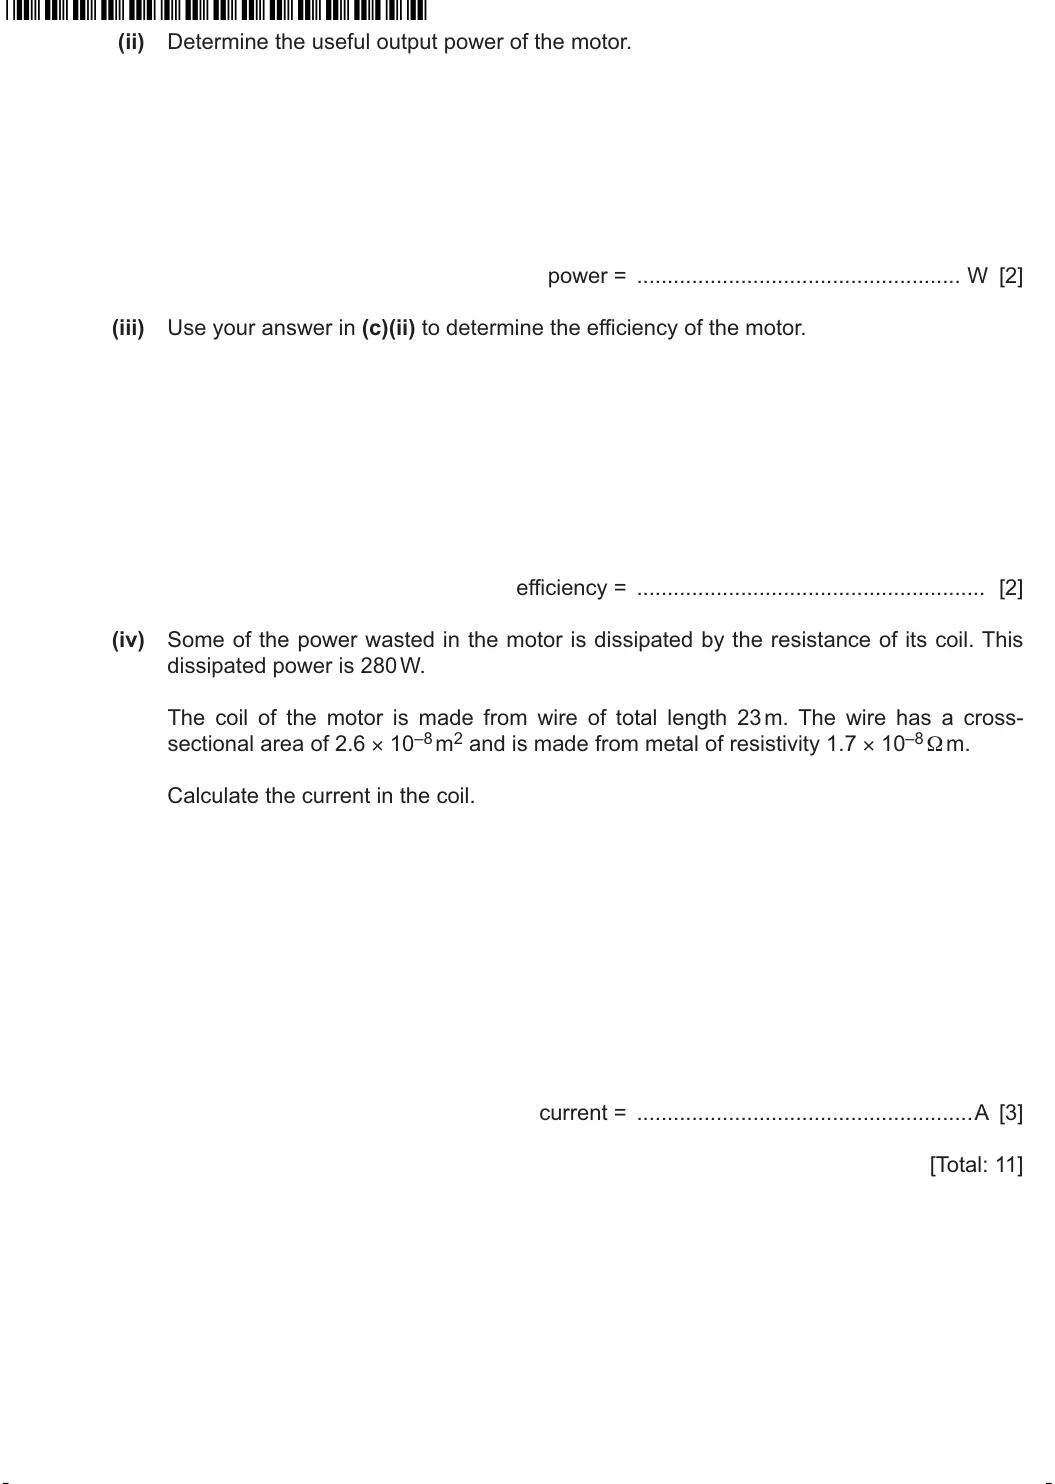 (ii) Determine the useful output power of the motor.
power = ..................................................... W [2]
(iii) Use your answer in (c)(ii) to determine the efficiency of the motor.
efficiency = ......................................................... [2]
(iv) Some of the power wasted in the motor is dissipated by the resistance of its coil. This
dissipated power is 280 W.
The coil of the motor is made from wire of total length 23 m. The wire has a cross-
sectional area of 2.6 × 10⁻⁸ m² and is made from metal of resistivity 1.7 × 10⁻⁸ Ω m.
Calculate the current in the coil.
current = .......................................................A [3]
[Total: 11]